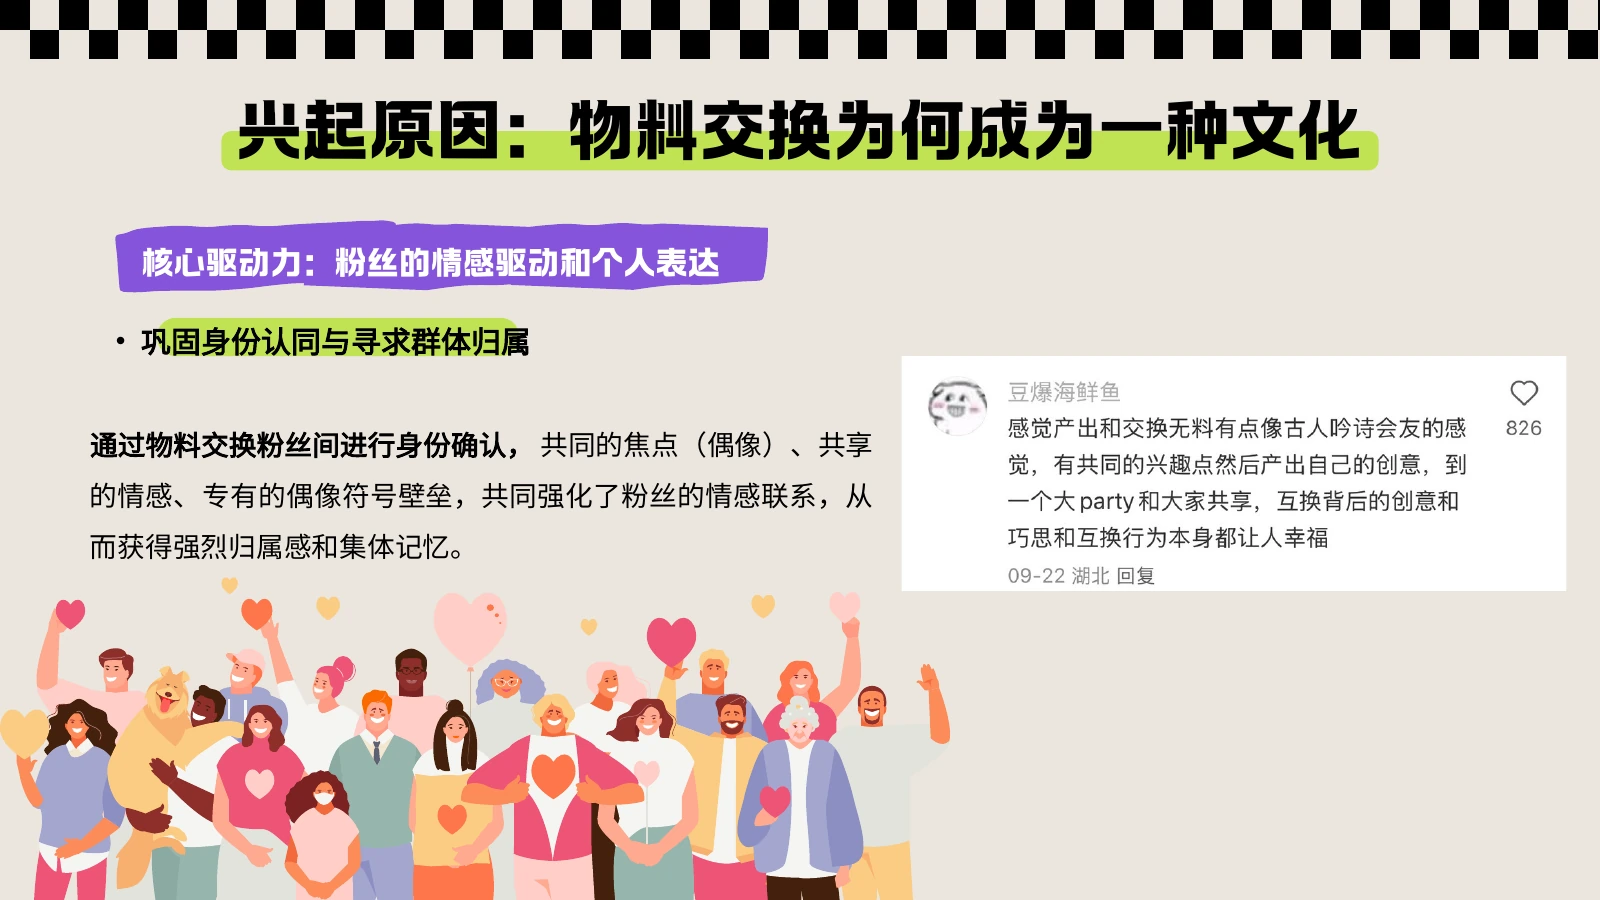 兴起原因：物料交换为何成为一种文化
核心驱动力：粉丝的情感驱动和个人表达
• 巩固身份认同与寻求群体归属
通过物料交换粉丝间进行身份确认，共同的焦点（偶像）、共享
的情感、专有的偶像符号壁垒，共同强化了粉丝的情感联系，从
而获得强烈归属感和集体记忆。
豆爆海鲜鱼
感觉产出和交换无料有点像古人吟诗会友的感
觉，有共同的兴趣点然后产出自己的创意，到
一个大party和大家共享，互换背后的创意和
巧思和互换行为本身都让人幸福
09-22 湖北 回复
826